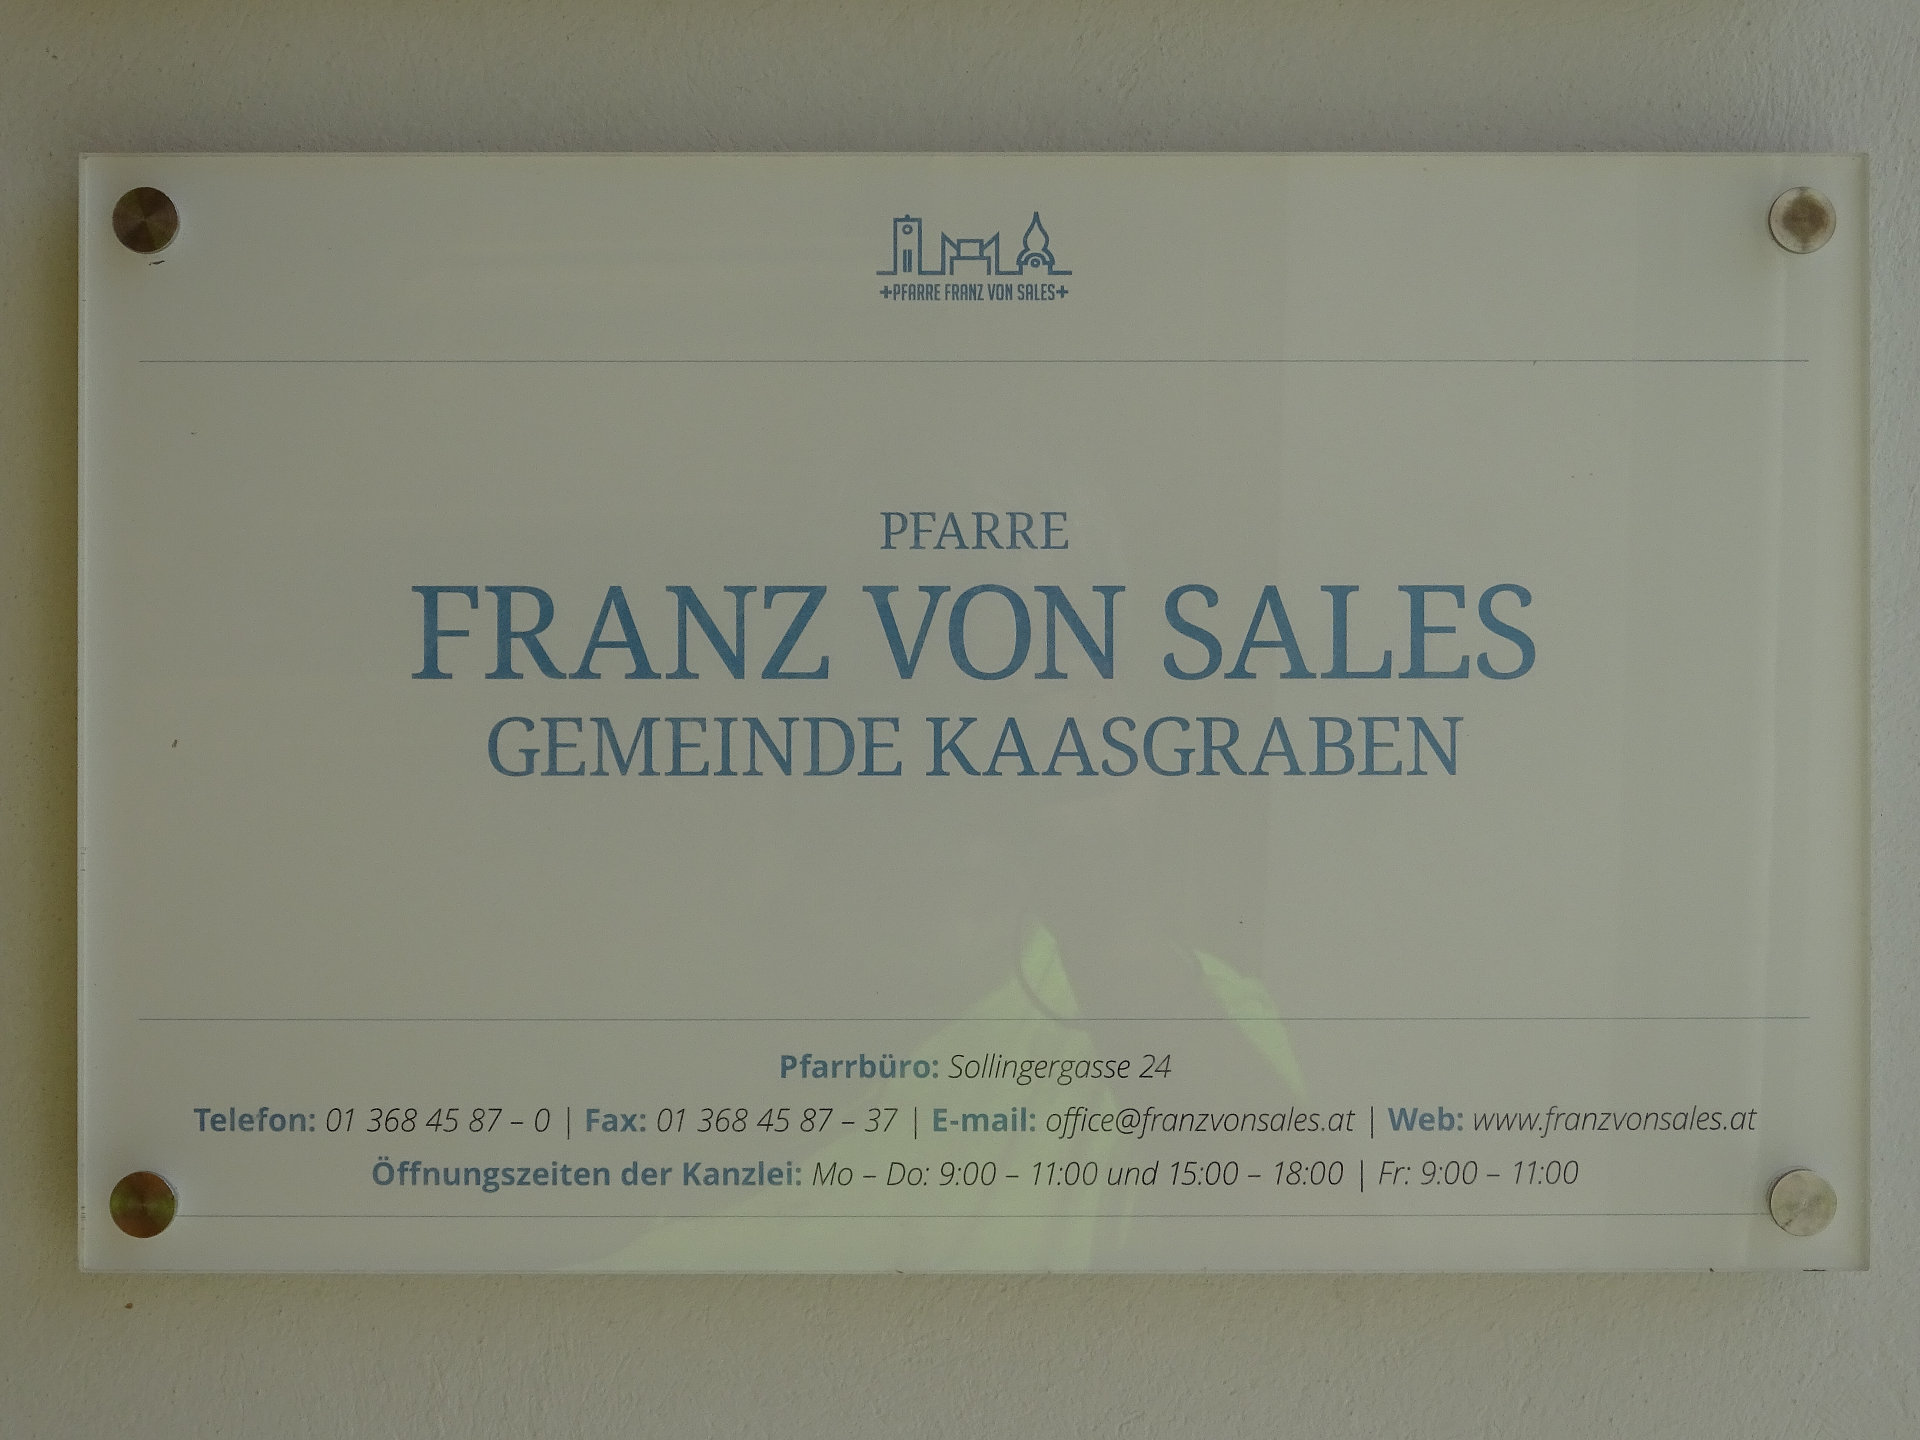 +PFARRE FRANZ VON SALES+
PFARRE
FRANZ VON SALES
GEMEINDE KAASGRABEN
Pfarrbüro: Sollingergasse 24
Telefon: 01 368 45 87 – 0 | Fax: 01 368 45 87 – 37 | E-mail: office@franzvonsales.at | Web: www.franzvonsales.at
Öffnungszeiten der Kanzlei: Mo – Do: 9:00 – 11:00 und 15:00 – 18:00 | Fr: 9:00 – 11:00